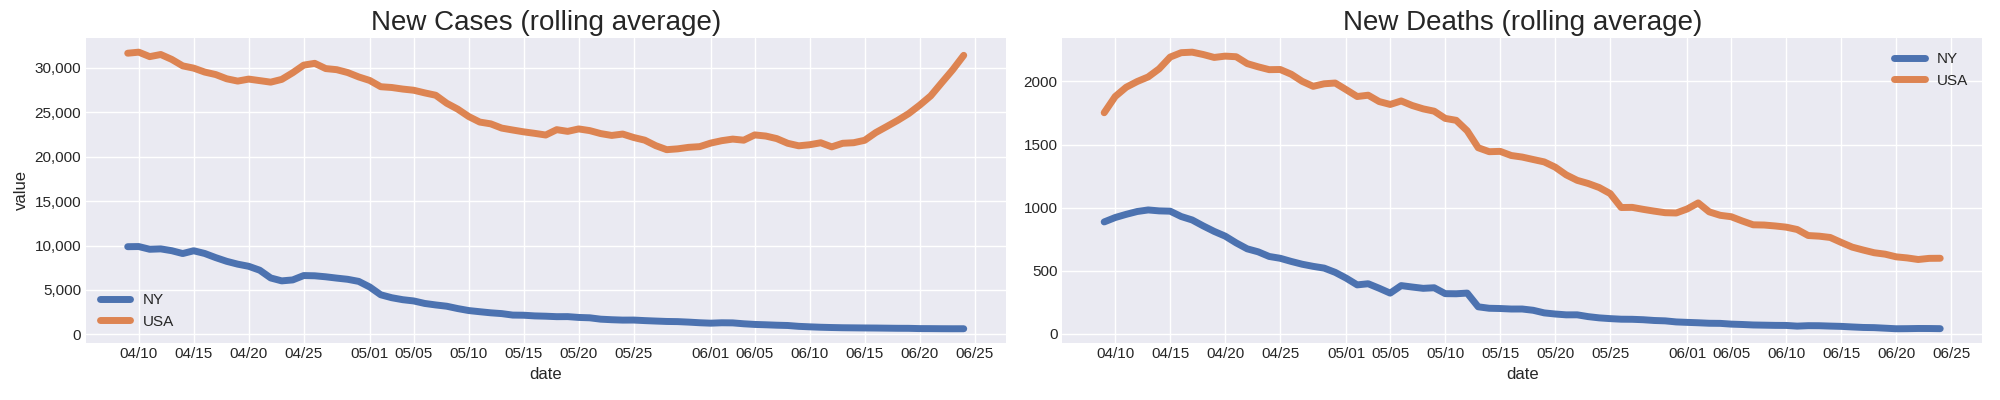 New Cases (rolling average)
30,000
25,000
20,000
15,000
10,000
5,000
0
value
NY
USA
04/10 04/15 04/20 04/25 05/01 05/05 05/10 05/15 05/20 05/25 06/01 06/05 06/10 06/15 06/20 06/25
date
New Deaths (rolling average)
NY
USA
2000
1500
1000
500
0
04/10 04/15 04/20 04/25 05/01 05/05 05/10 05/15 05/20 05/25 06/01 06/05 06/10 06/15 06/20 06/25
date